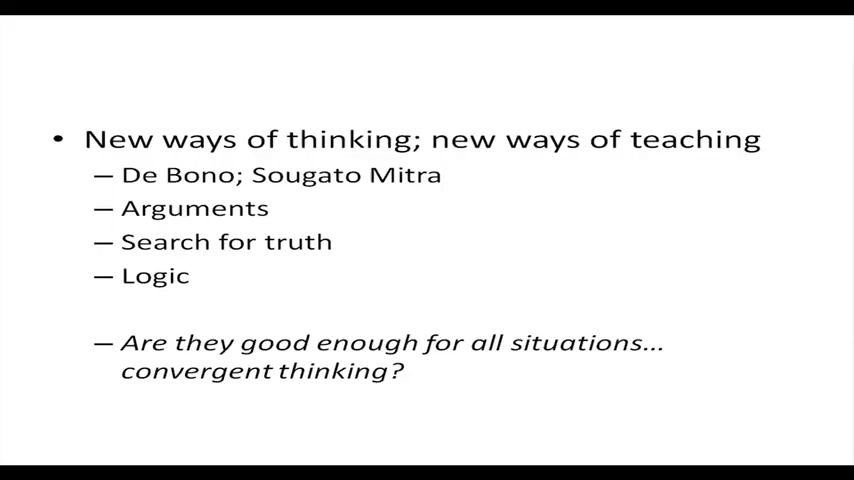 • New ways of thinking; new ways of teaching
– De Bono; Sougato Mitra
– Arguments
– Search for truth
– Logic
– Are they good enough for all situations...
convergent thinking?